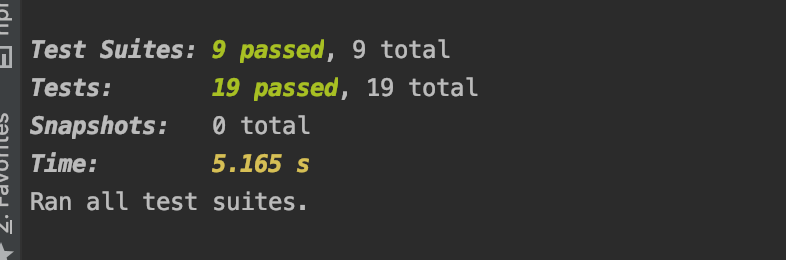 Test Suites: 9 passed, 9 total
Tests: 19 passed, 19 total
Snapshots: 0 total
Time: 5.165 s
Ran all test suites.
2: Favorites